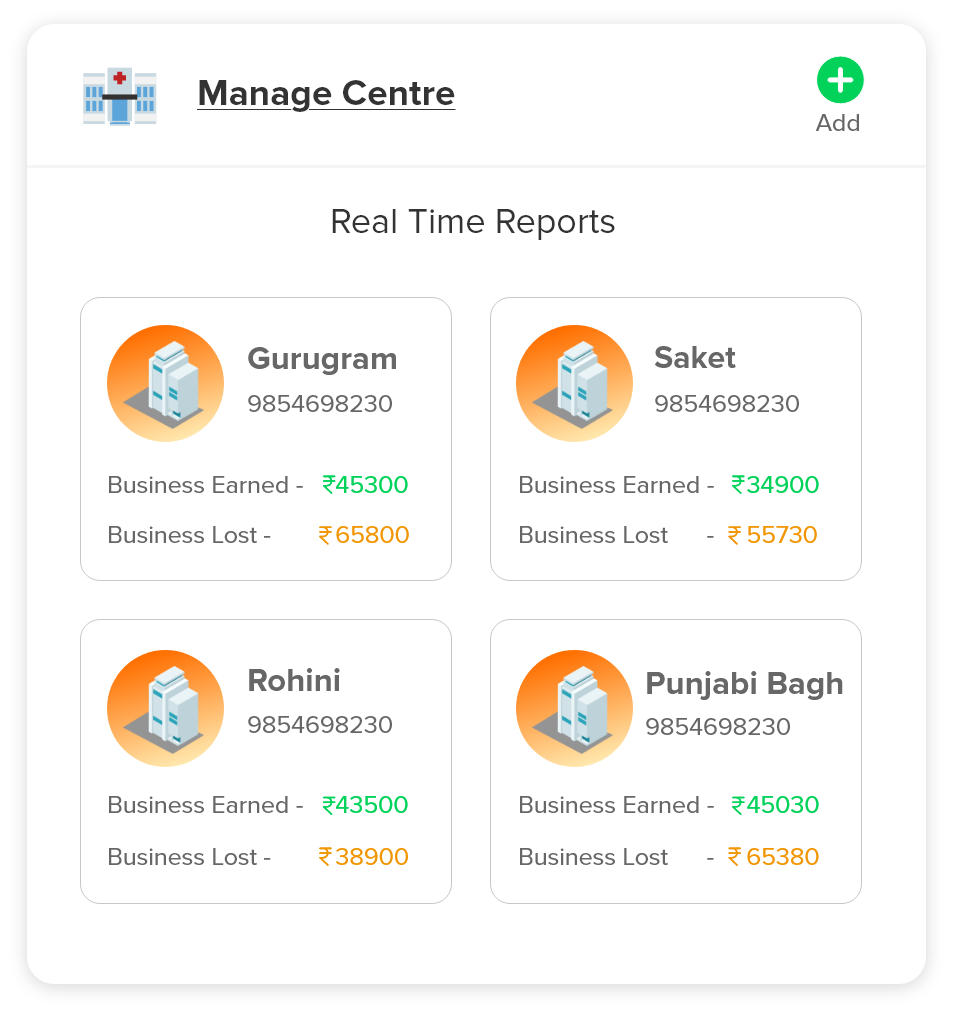 Manage Centre
Add
Real Time Reports
Gurugram
9854698230
Business Earned - ₹45300
Business Lost - ₹65800
Saket
9854698230
Business Earned - ₹34900
Business Lost - ₹55730
Rohini
9854698230
Business Earned - ₹43500
Business Lost - ₹38900
Punjabi Bagh
9854698230
Business Earned - ₹45030
Business Lost - ₹65380